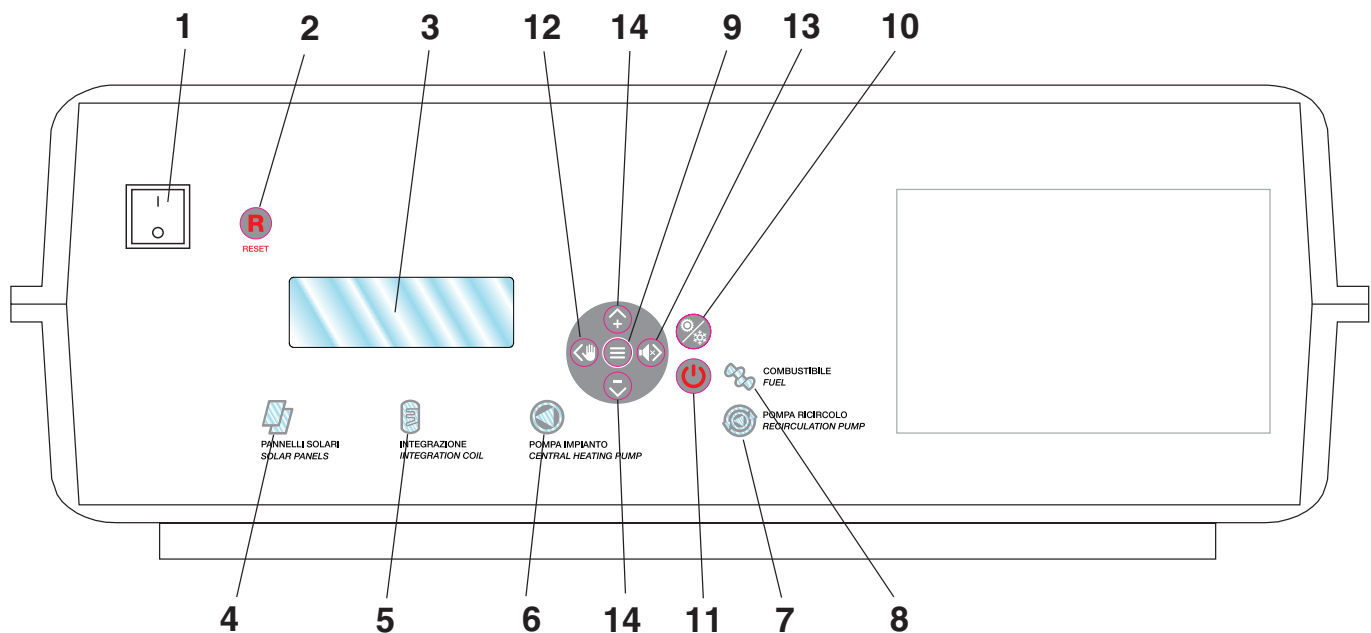 1 2 3 12 14 9 13 10
I
O
R
RESET
+
-
COMBUSTIBILE
FUEL
PANNELLI SOLARI
SOLAR PANELS
INTEGRAZIONE
INTEGRATION COIL
POMPA IMPIANTO
CENTRAL HEATING PUMP
POMPA RICIRCOLO
RECIRCULATION PUMP
4 5 6 14 11 7 8